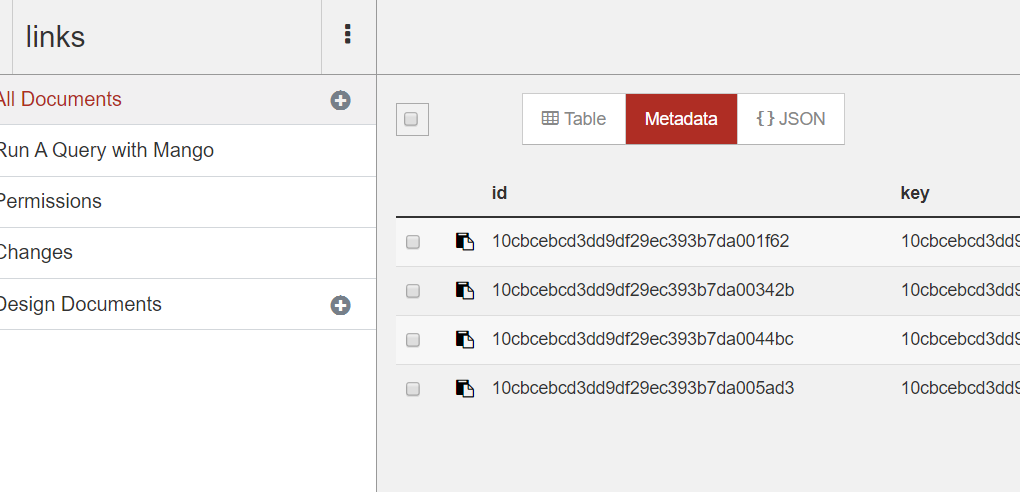 links
All Documents
Run A Query with Mango
Permissions
Changes
Design Documents
Table Metadata {} JSON
id key
10cbcebcd3dd9df29ec393b7da001f62 10cbcebcd3dd9
10cbcebcd3dd9df29ec393b7da00342b 10cbcebcd3dd9
10cbcebcd3dd9df29ec393b7da0044bc 10cbcebcd3dd9
10cbcebcd3dd9df29ec393b7da005ad3 10cbcebcd3dd9